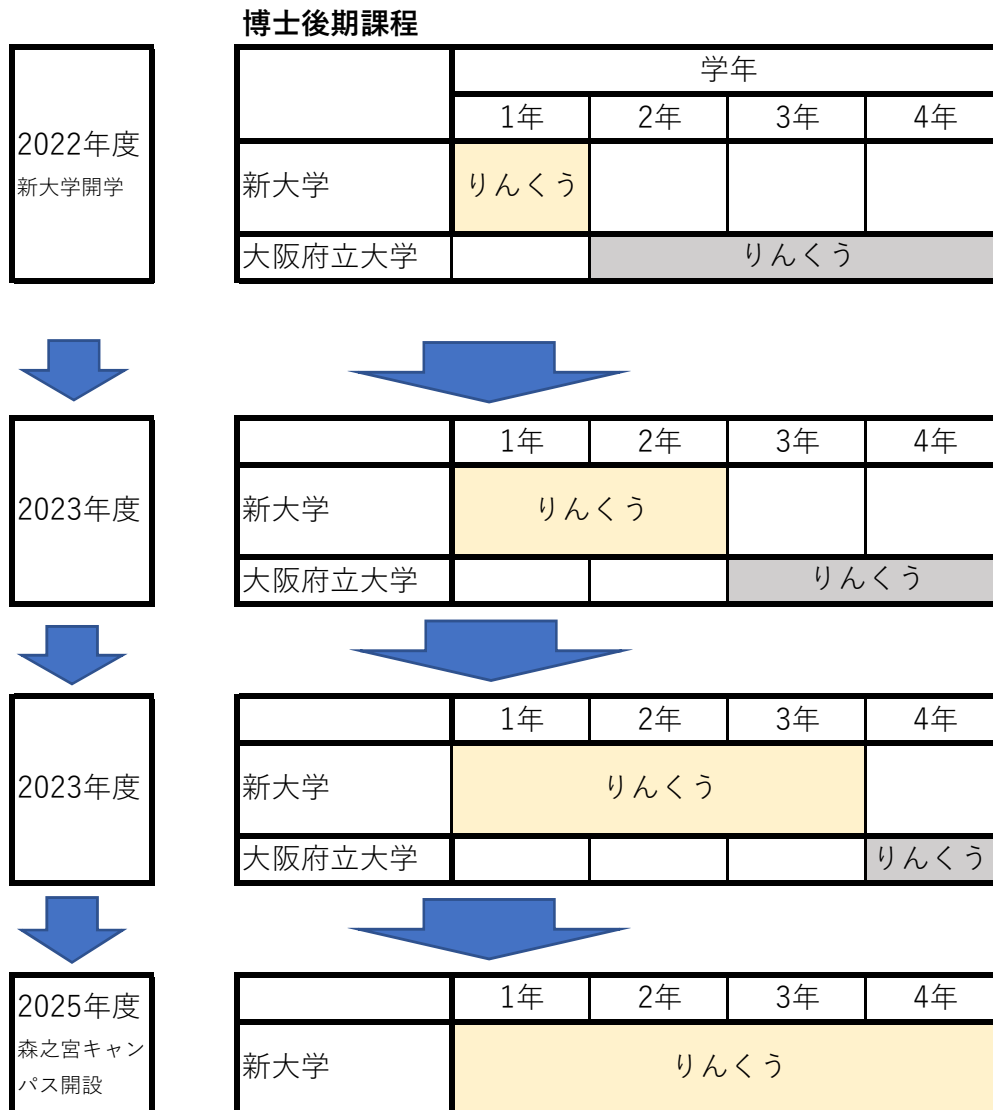 博士後期課程
2022年度
新大学開学
学年
1年 2年 3年 4年
新大学 りんくう
大阪府立大学 りんくう
2023年度
1年 2年 3年 4年
新大学 りんくう
大阪府立大学 りんくう
2023年度
1年 2年 3年 4年
新大学 りんくう
大阪府立大学 りんくう
2025年度
森之宮キャン
パス開設
1年 2年 3年 4年
新大学 りんくう